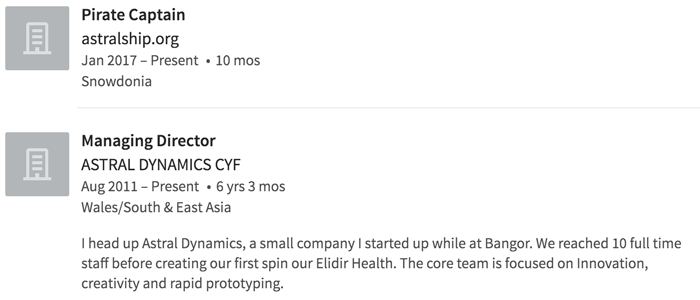 Pirate Captain
astralship.org
Jan 2017 – Present • 10 mos
Snowdonia
Managing Director
ASTRAL DYNAMICS CYF
Aug 2011 – Present • 6 yrs 3 mos
Wales/South & East Asia
I head up Astral Dynamics, a small company I started up while at Bangor. We reached 10 full time
staff before creating our first spin our Elidir Health. The core team is focused on Innovation,
creativity and rapid prototyping.